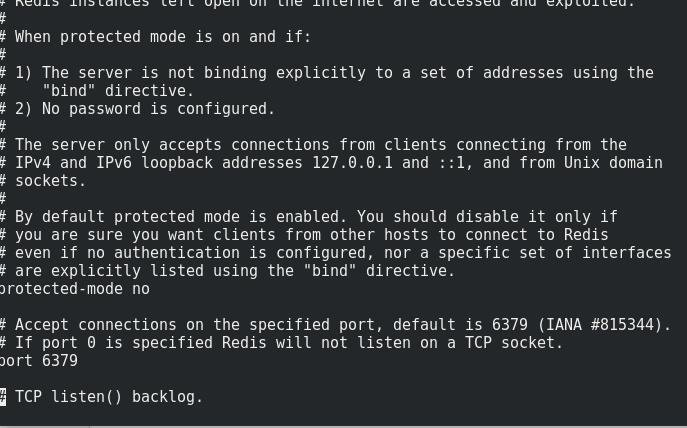 # Redis instances left open on the internet are accessed and exploited.
#
# When protected mode is on and if:
#
# 1) The server is not binding explicitly to a set of addresses using the
#    "bind" directive.
# 2) No password is configured.
#
# The server only accepts connections from clients connecting from the
# IPv4 and IPv6 loopback addresses 127.0.0.1 and ::1, and from Unix domain
# sockets.
#
# By default protected mode is enabled. You should disable it only if
# you are sure you want clients from other hosts to connect to Redis
# even if no authentication is configured, nor a specific set of interfaces
# are explicitly listed using the "bind" directive.
protected-mode no

# Accept connections on the specified port, default is 6379 (IANA #815344).
# If port 0 is specified Redis will not listen on a TCP socket.
port 6379

# TCP listen() backlog.